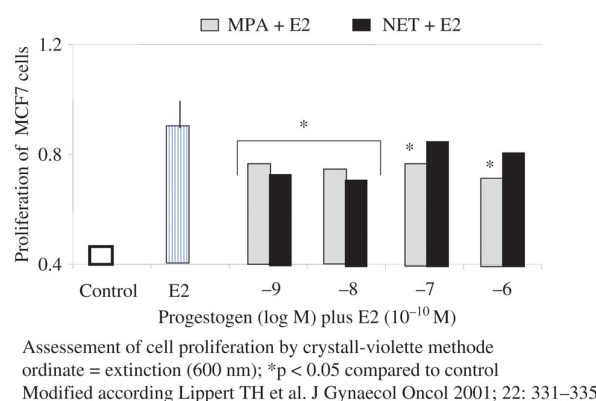 MPA + E2 NET + E2
Proliferation of MCF7 cells
1.2
0.8
0.4
*
*
*
Control E2 −9 −8 −7 −6
Progestogen (log M) plus E2 (10⁻¹⁰ M)
Assessement of cell proliferation by crystall-violette methode
ordinate = extinction (600 nm); *p < 0.05 compared to control
Modified according Lippert TH et al. J Gynaecol Oncol 2001; 22: 331–335